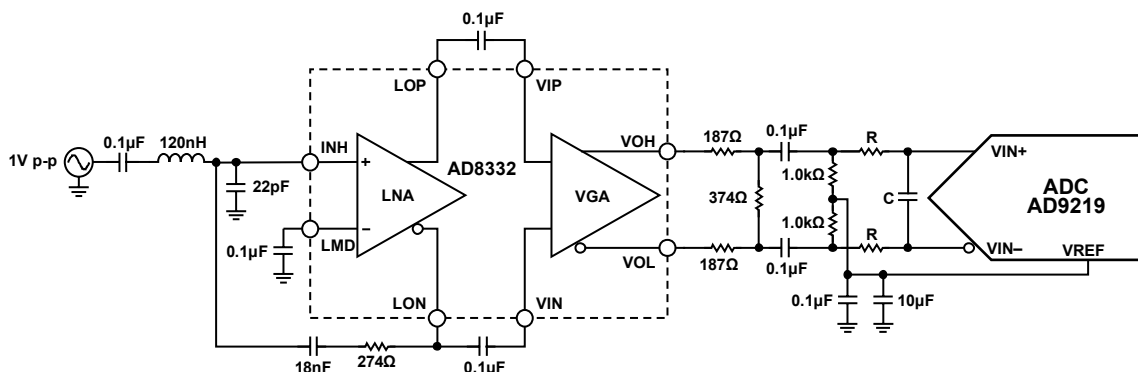 0.1µF
LOP
VIP
1V p-p
0.1µF
120nH
INH
22pF
+
LNA
–
AD8332
VGA
LMD
0.1µF
LON
VIN
18nF
274Ω
0.1µF
VOH
VOL
187Ω
187Ω
374Ω
0.1µF
0.1µF
1.0kΩ
1.0kΩ
R
R
C
VIN+
ADC
AD9219
VIN–
VREF
0.1µF
10µF